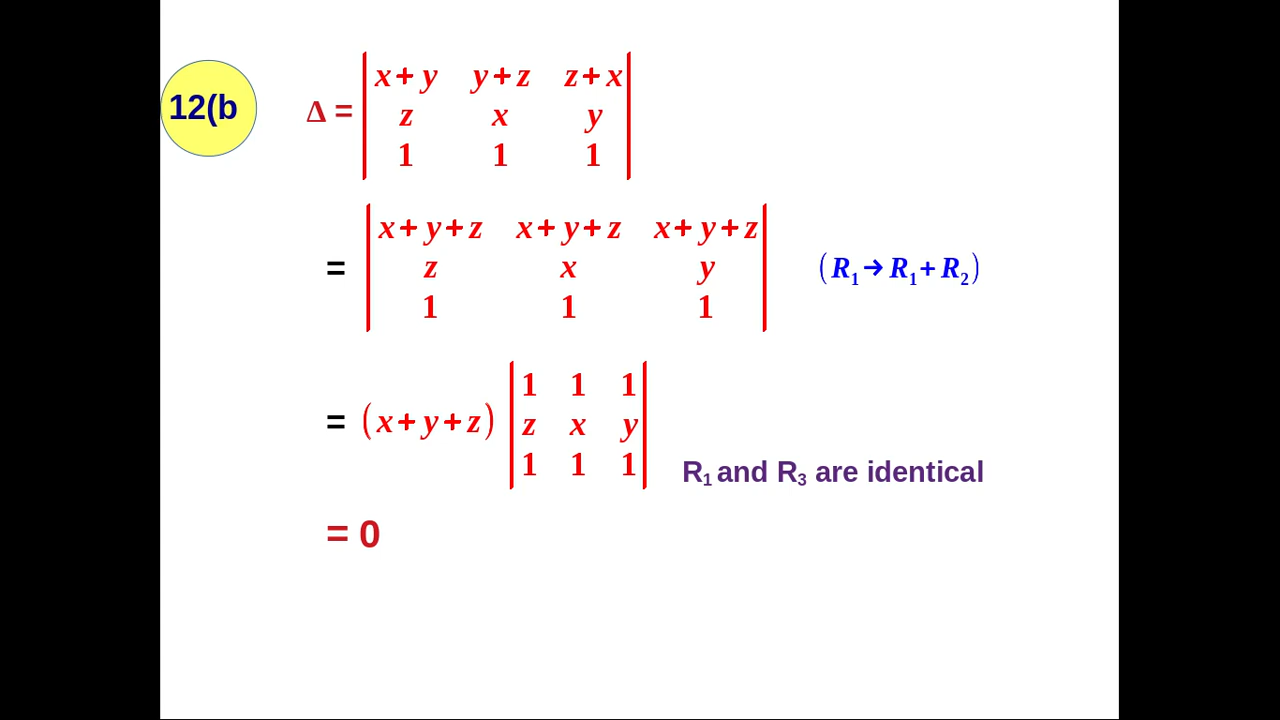 12(b
Δ = | x + y   y + z   z + x |
| z   x   y |
| 1   1   1 |
= | x + y + z   x + y + z   x + y + z |
| z   x   y |
| 1   1   1 |
(R₁ → R₁ + R₂)
= (x + y + z) | 1   1   1 |
| z   x   y |
| 1   1   1 |
R₁ and R₃ are identical
= 0